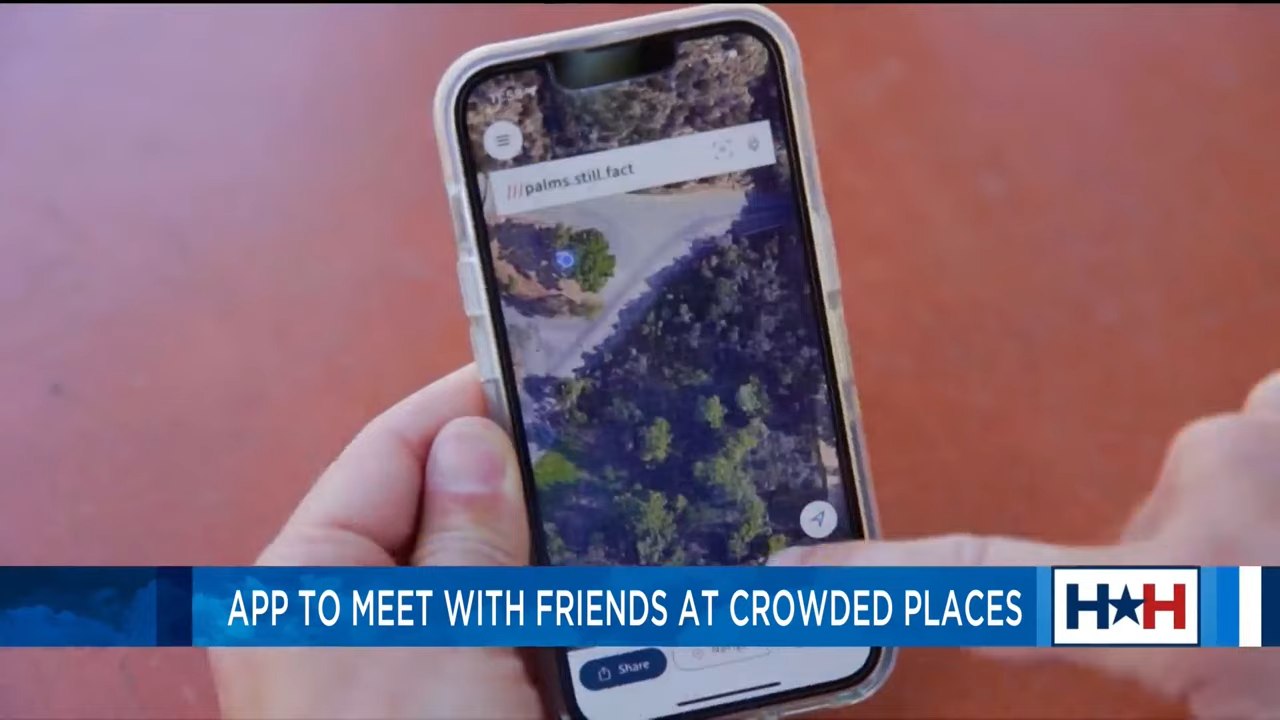 ///palms.still.fact
APP TO MEET WITH FRIENDS AT CROWDED PLACES
H★H
Share